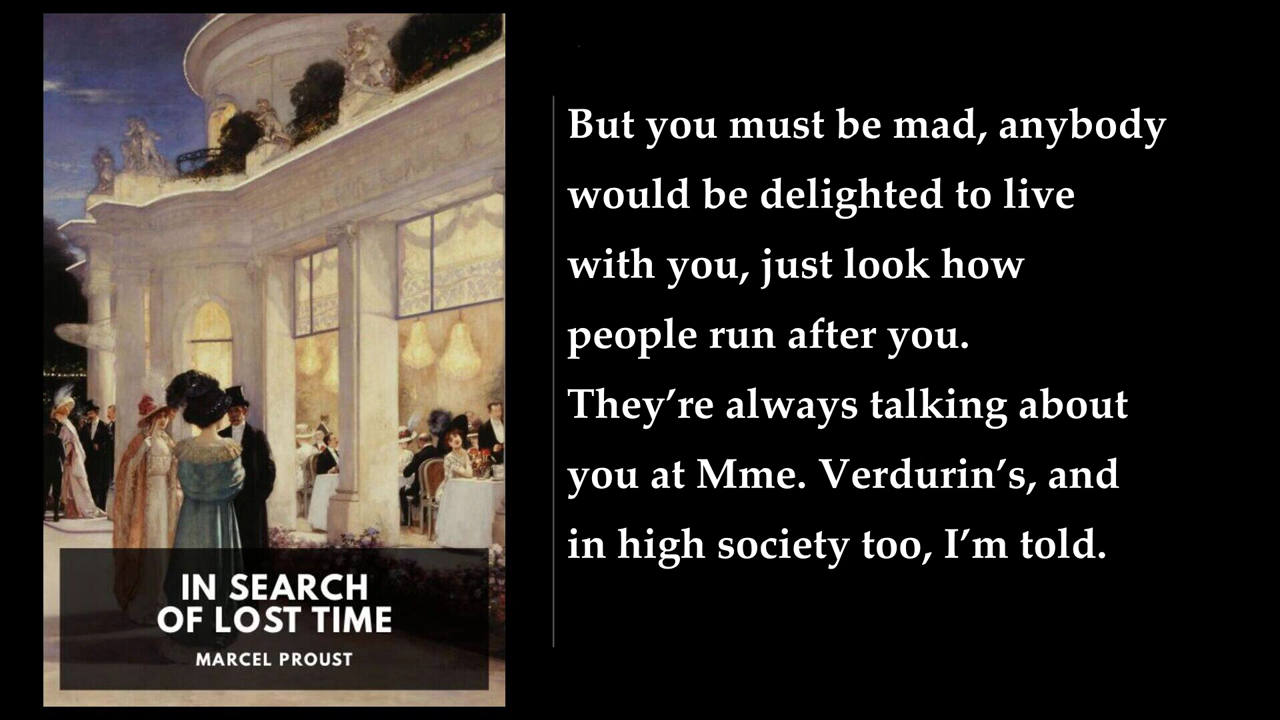 But you must be mad, anybody
would be delighted to live
with you, just look how
people run after you.
They’re always talking about
you at Mme. Verdurin’s, and
in high society too, I’m told.
IN SEARCH
OF LOST TIME
MARCEL PROUST